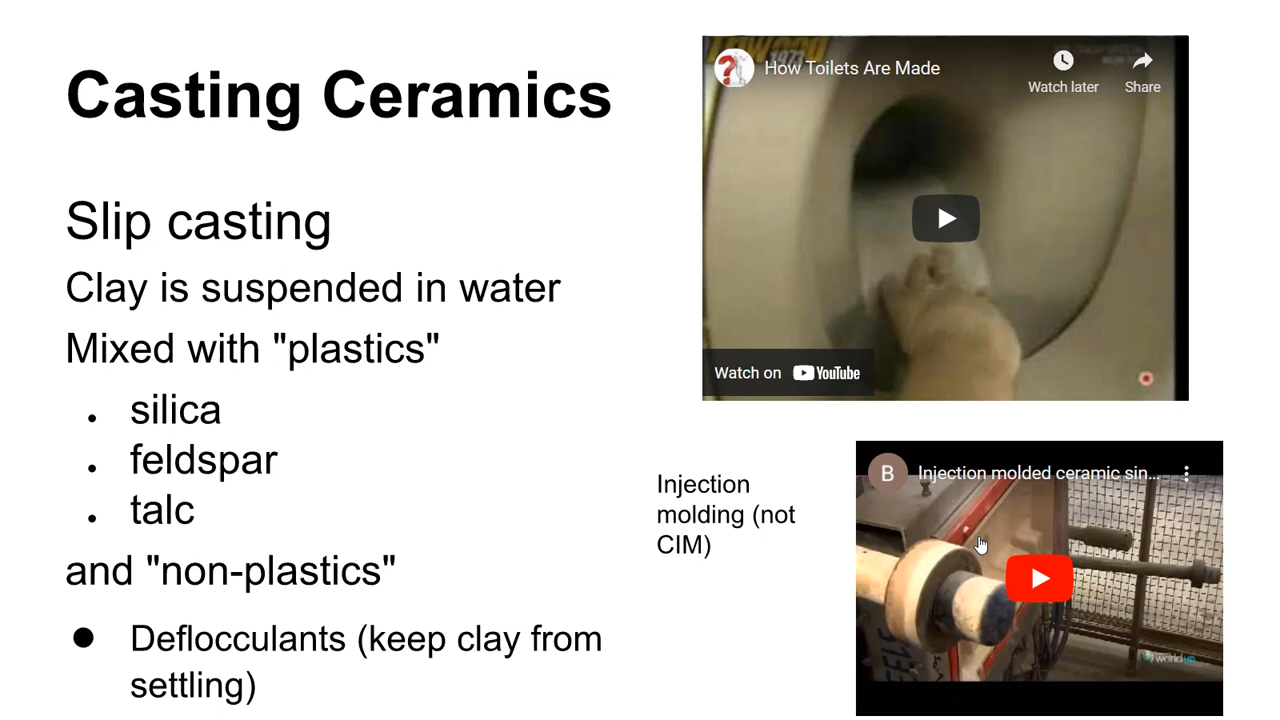 Casting Ceramics
Slip casting
Clay is suspended in water
Mixed with "plastics"
• silica
• feldspar
• talc
and "non-plastics"
● Deflocculants (keep clay from
settling)
How Toilets Are Made
Watch later
Share
Watch on YouTube
Injection
molding (not
CIM)
B
Injection molded ceramic sin...
world HD